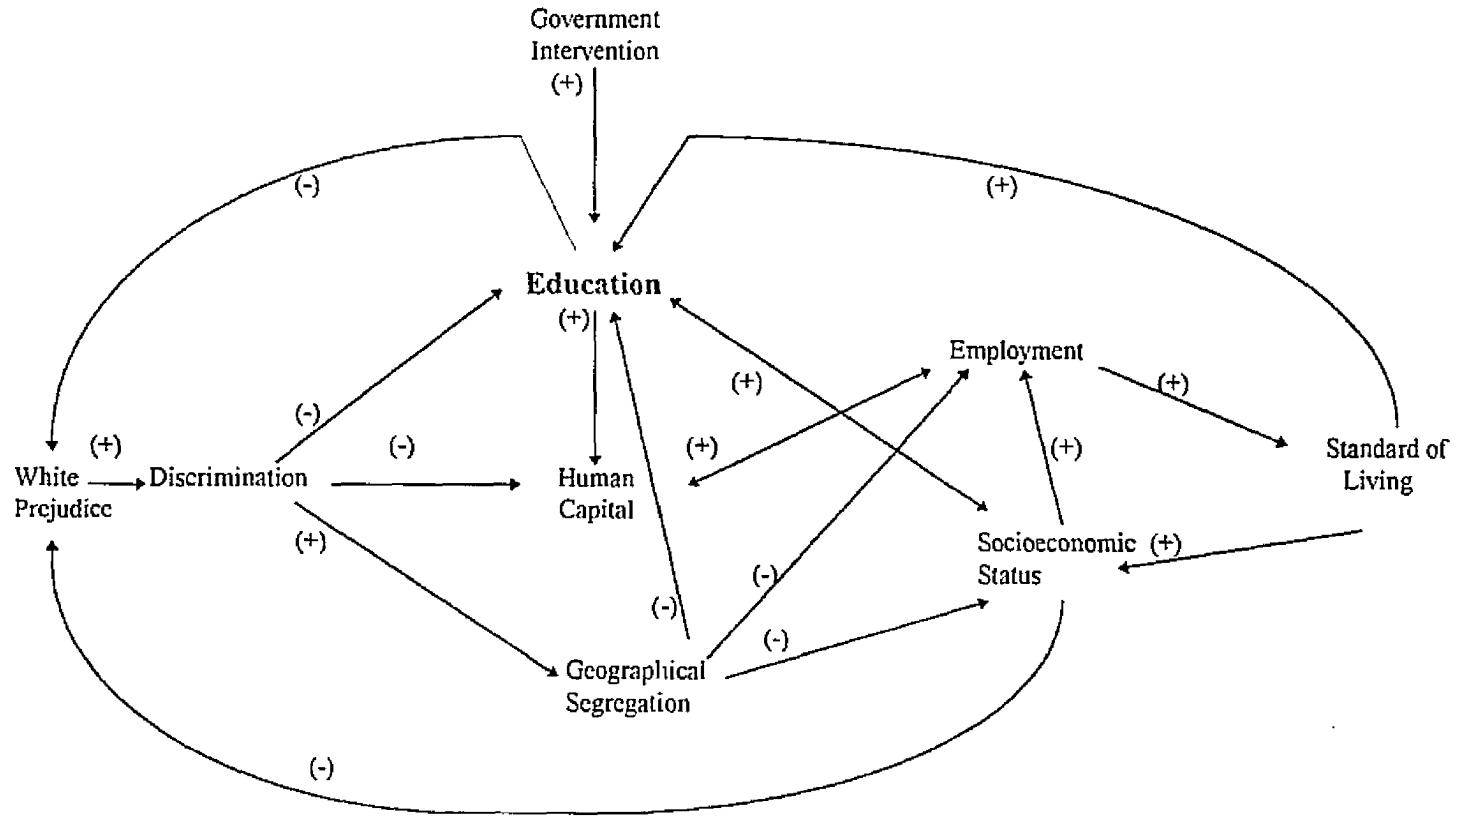 Government
Intervention
(+)
(-)
(+)
Education
(+)
Employment
(+)
(+)
(-)
(+)
(-)
(+)
(+)
Standard of
Living
White
Prejudice
Discrimination
Human
Capital
(+)
Socioeconomic
Status
(+)
(-)
(-)
(-)
Geographical
Segregation
(-)